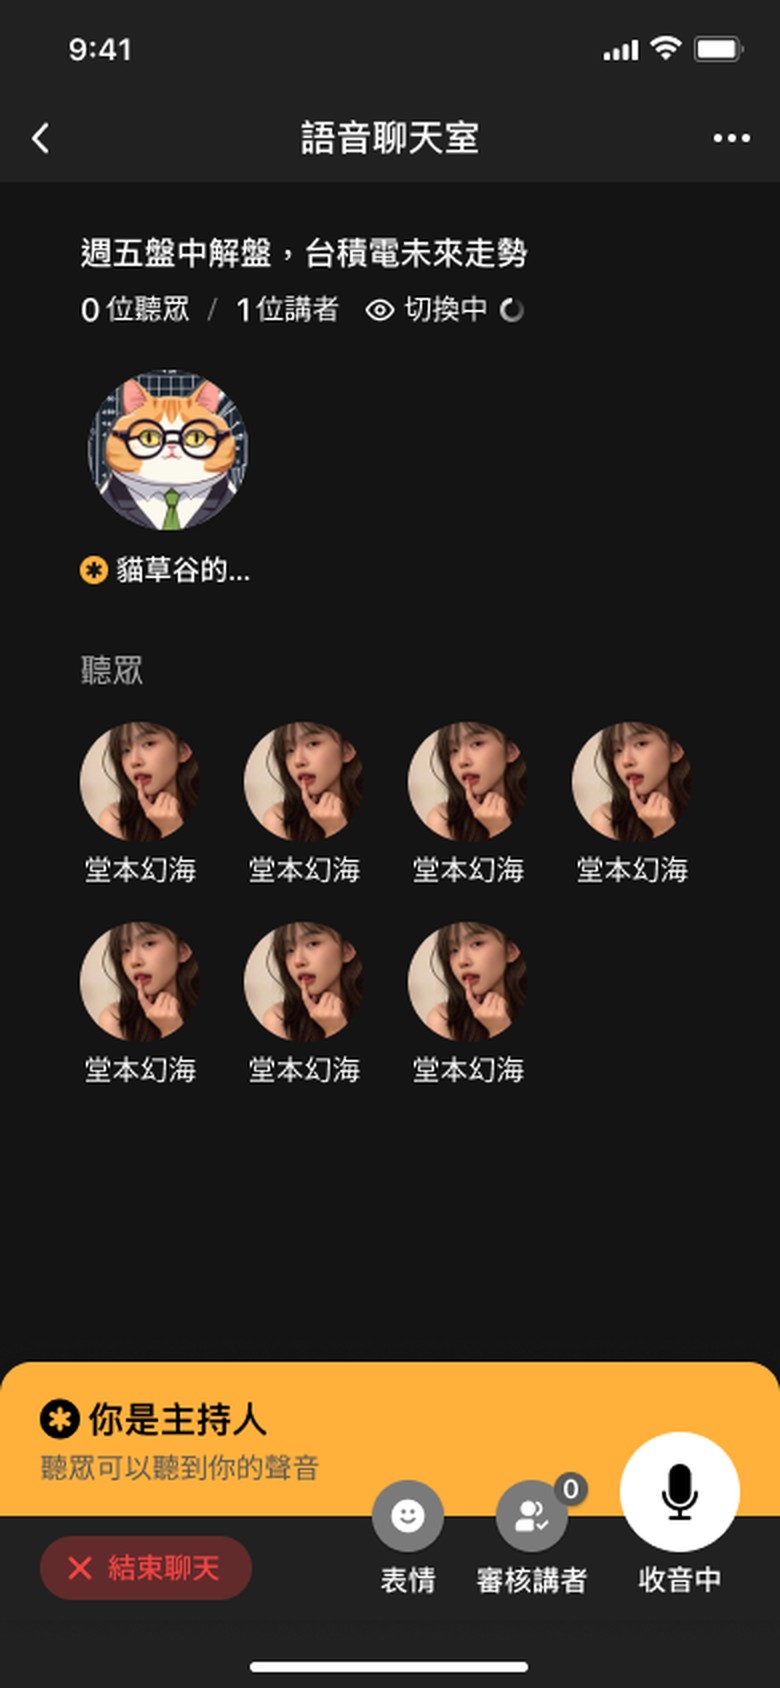 9:41
語音聊天室
週五盤中解盤，台積電未來走勢
0 位聽眾 / 1 位講者 切換中
貓草谷的...
聽眾
堂本幻海 堂本幻海 堂本幻海 堂本幻海
堂本幻海 堂本幻海 堂本幻海
你是主持人
聽眾可以聽到你的聲音
0
結束聊天
表情 審核講者 收音中